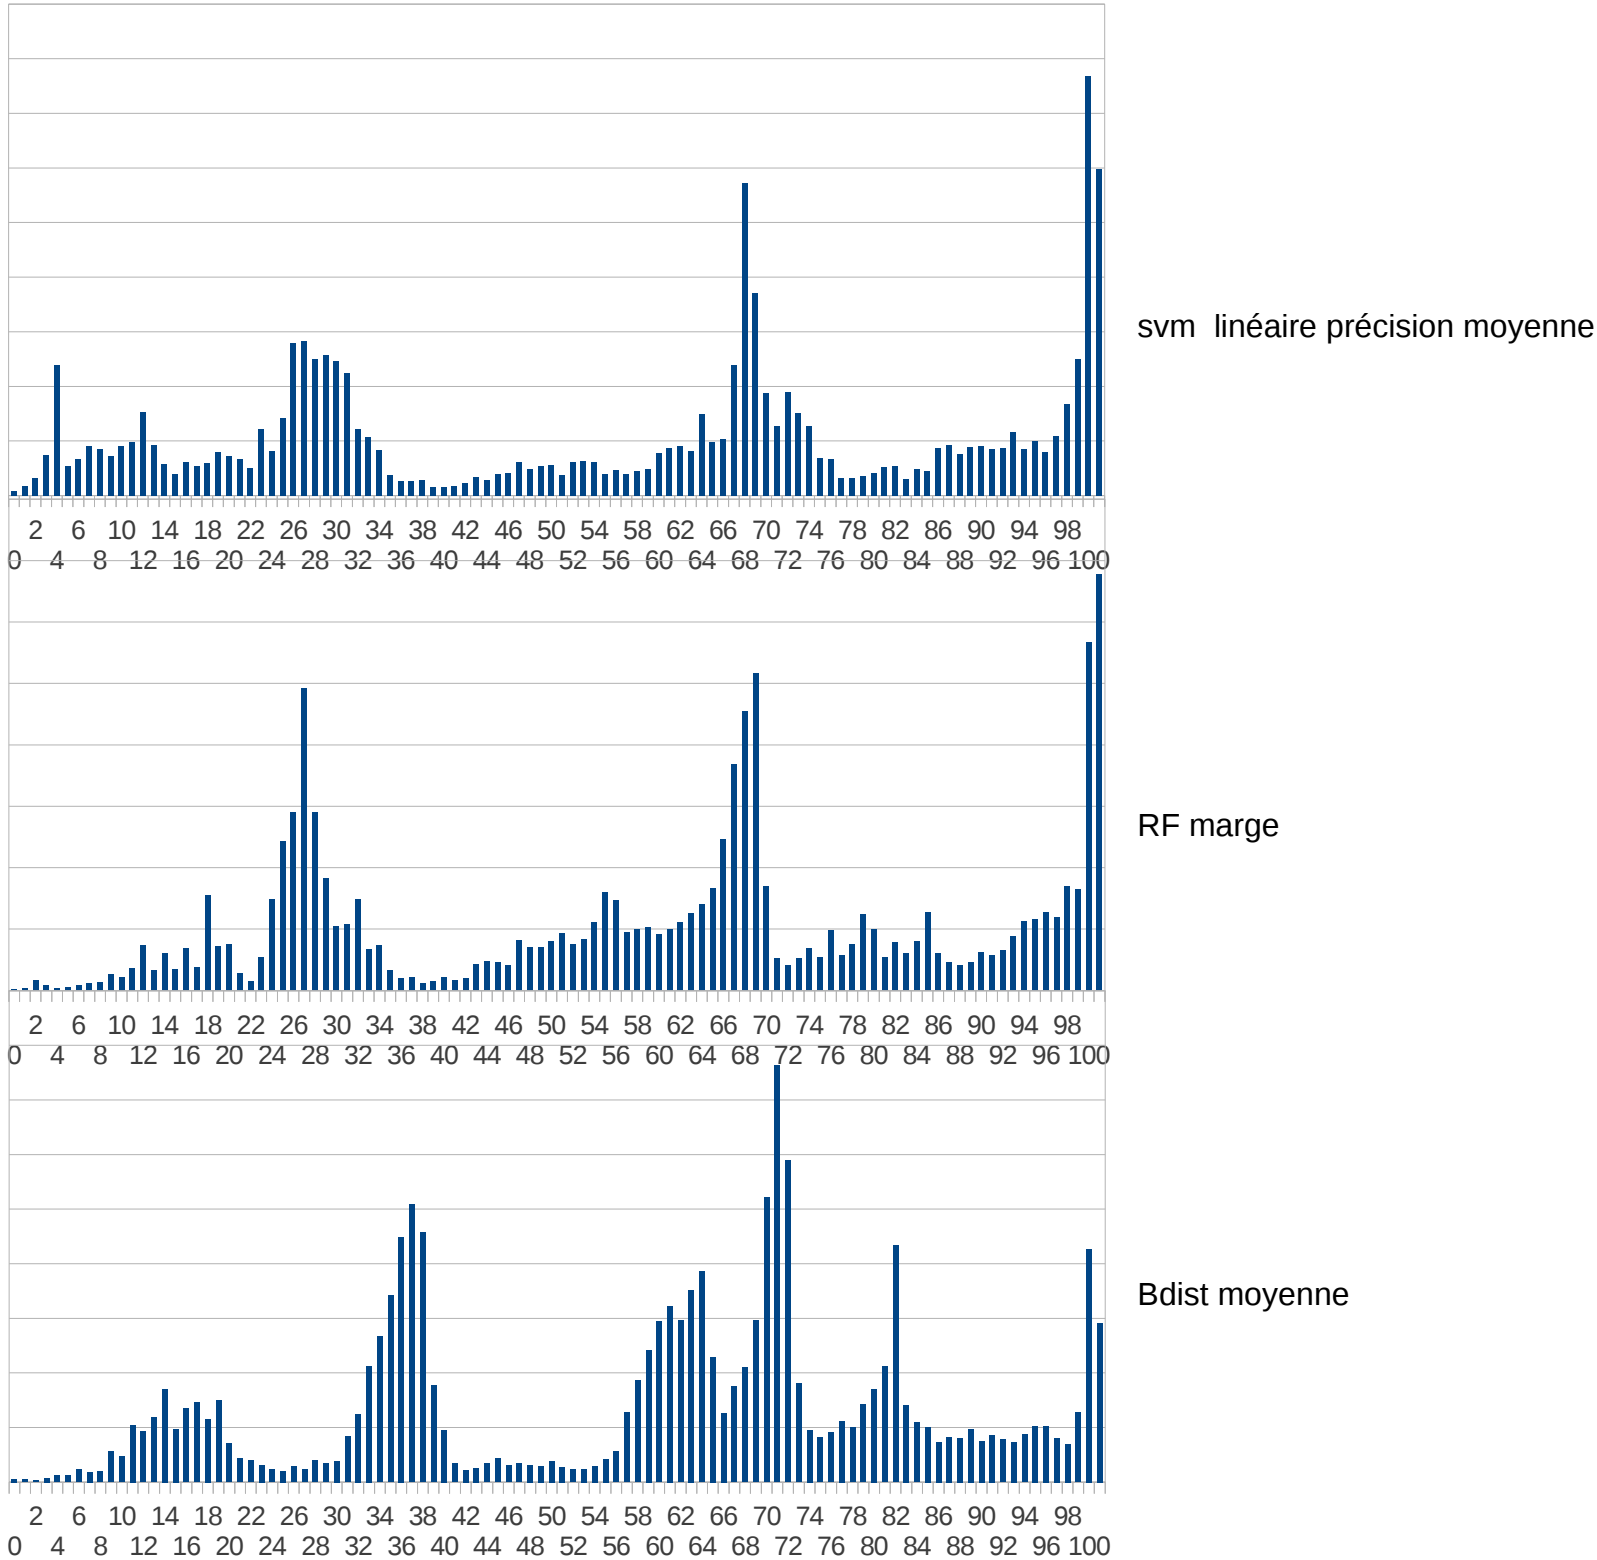 svm  linéaire précision moyenne
2 6 10 14 18 22 26 30 34 38 42 46 50 54 58 62 66 70 74 78 82 86 90 94 98
0 4 8 12 16 20 24 28 32 36 40 44 48 52 56 60 64 68 72 76 80 84 88 92 96 100
RF marge
2 6 10 14 18 22 26 30 34 38 42 46 50 54 58 62 66 70 74 78 82 86 90 94 98
0 4 8 12 16 20 24 28 32 36 40 44 48 52 56 60 64 68 72 76 80 84 88 92 96 100
Bdist moyenne
2 6 10 14 18 22 26 30 34 38 42 46 50 54 58 62 66 70 74 78 82 86 90 94 98
0 4 8 12 16 20 24 28 32 36 40 44 48 52 56 60 64 68 72 76 80 84 88 92 96 100